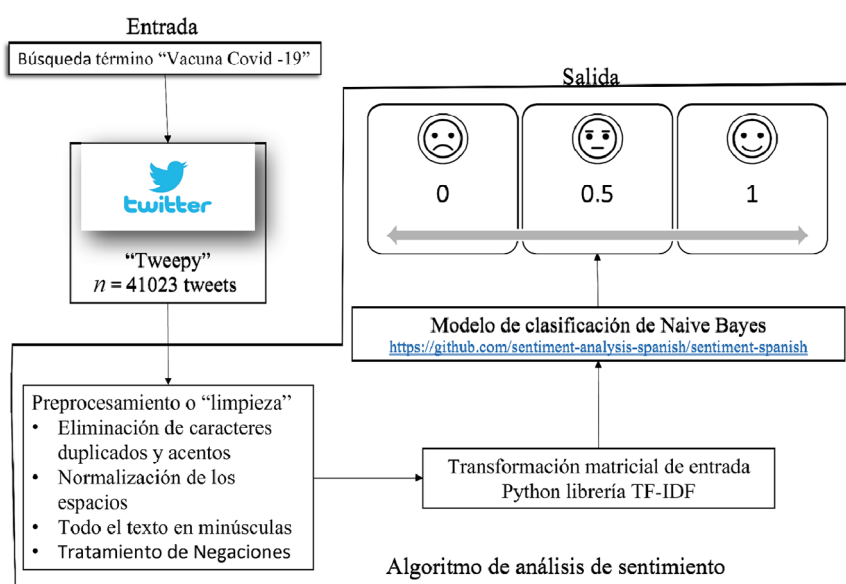 Entrada
Búsqueda término “Vacuna Covid -19”
twitter
“Tweepy”
n = 41023 tweets
Preprocesamiento o “limpieza”
• Eliminación de caracteres
duplicados y acentos
• Normalización de los
espacios
• Todo el texto en minúsculas
• Tratamiento de Negaciones
Transformación matricial de entrada
Python librería TF-IDF
Modelo de clasificación de Naive Bayes
https://github.com/sentiment-analysis-spanish/sentiment-spanish
Salida
0
0.5
1
Algoritmo de análisis de sentimiento